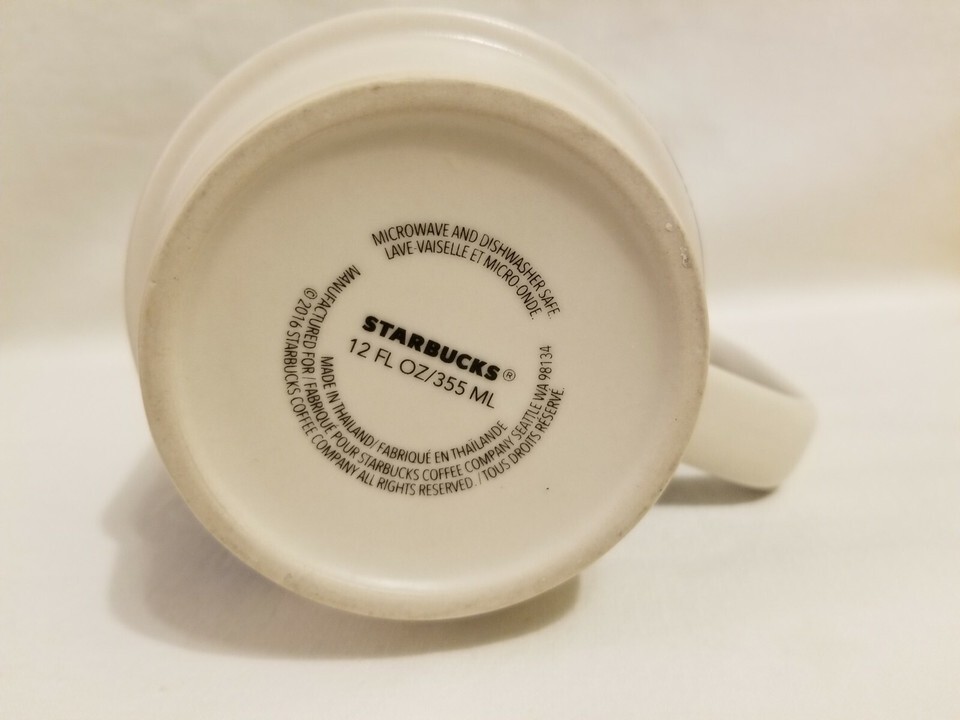 MICROWAVE AND DISHWASHER SAFE.
LAVE-VAISELLE ET MICRO-ONDE.
STARBUCKS®
12 FL OZ/355 ML
MADE IN THAILAND/ FABRIQUÉ EN THAÏLANDE
MANUFACTURED FOR / FABRIQUÉ POUR STARBUCKS COFFEE COMPANY SEATTLE WA 98134
© 2016 STARBUCKS COFFEE COMPANY ALL RIGHTS RESERVED. / TOUS DROITS RÉSERVÉ.